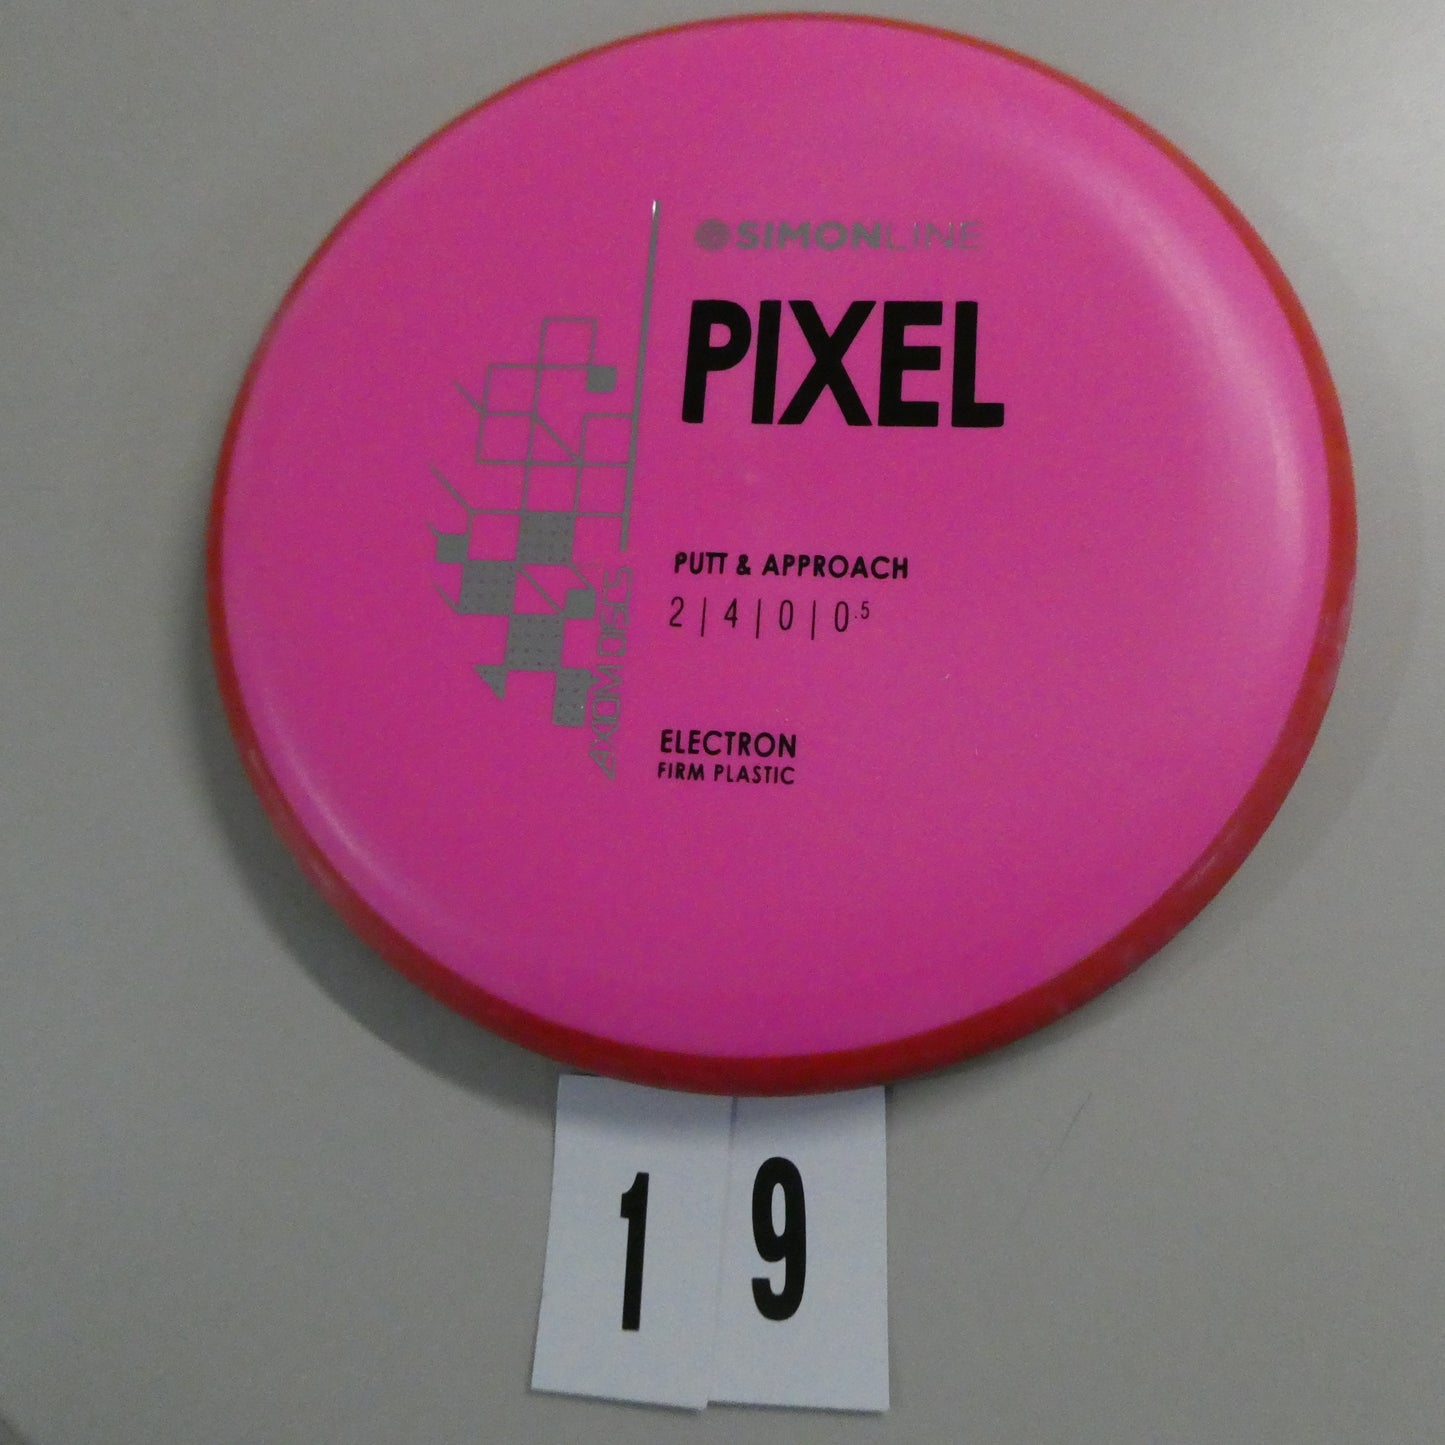 SIMONLINE
PIXEL
PUTT & APPROACH
2 | 4 | 0 | 0.5
ELECTRON
FIRM PLASTIC
AXIOM DISCS
1 9